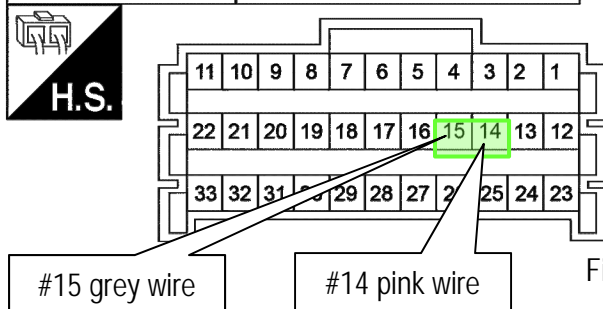 H.S.
11 10 9 8 7 6 5 4 3 2 1
22 21 20 19 18 17 16 15 14 13 12
33 32 31 29 28 27 25 24 23
#15 grey wire
#14 pink wire